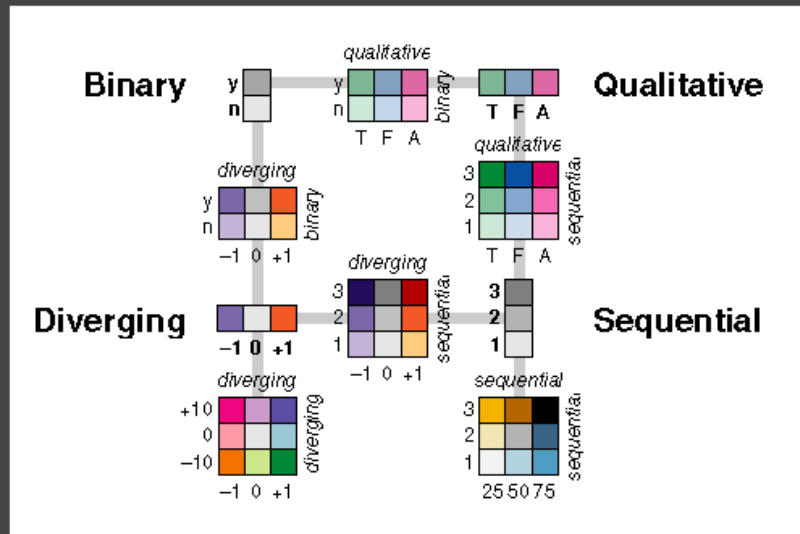 qualitative
Binary
y
n
y
n
binary
T F A
T F A
Qualitative
qualitative
3
2
1
sequential
T F A
diverging
y
n
binary
−1 0 +1
diverging
3
2
1
sequential
−1 0 +1
Diverging
−1 0 +1
3
2
1
Sequential
diverging
+10
0
−10
diverging
−1 0 +1
sequential
3
2
1
sequential
25 50 75